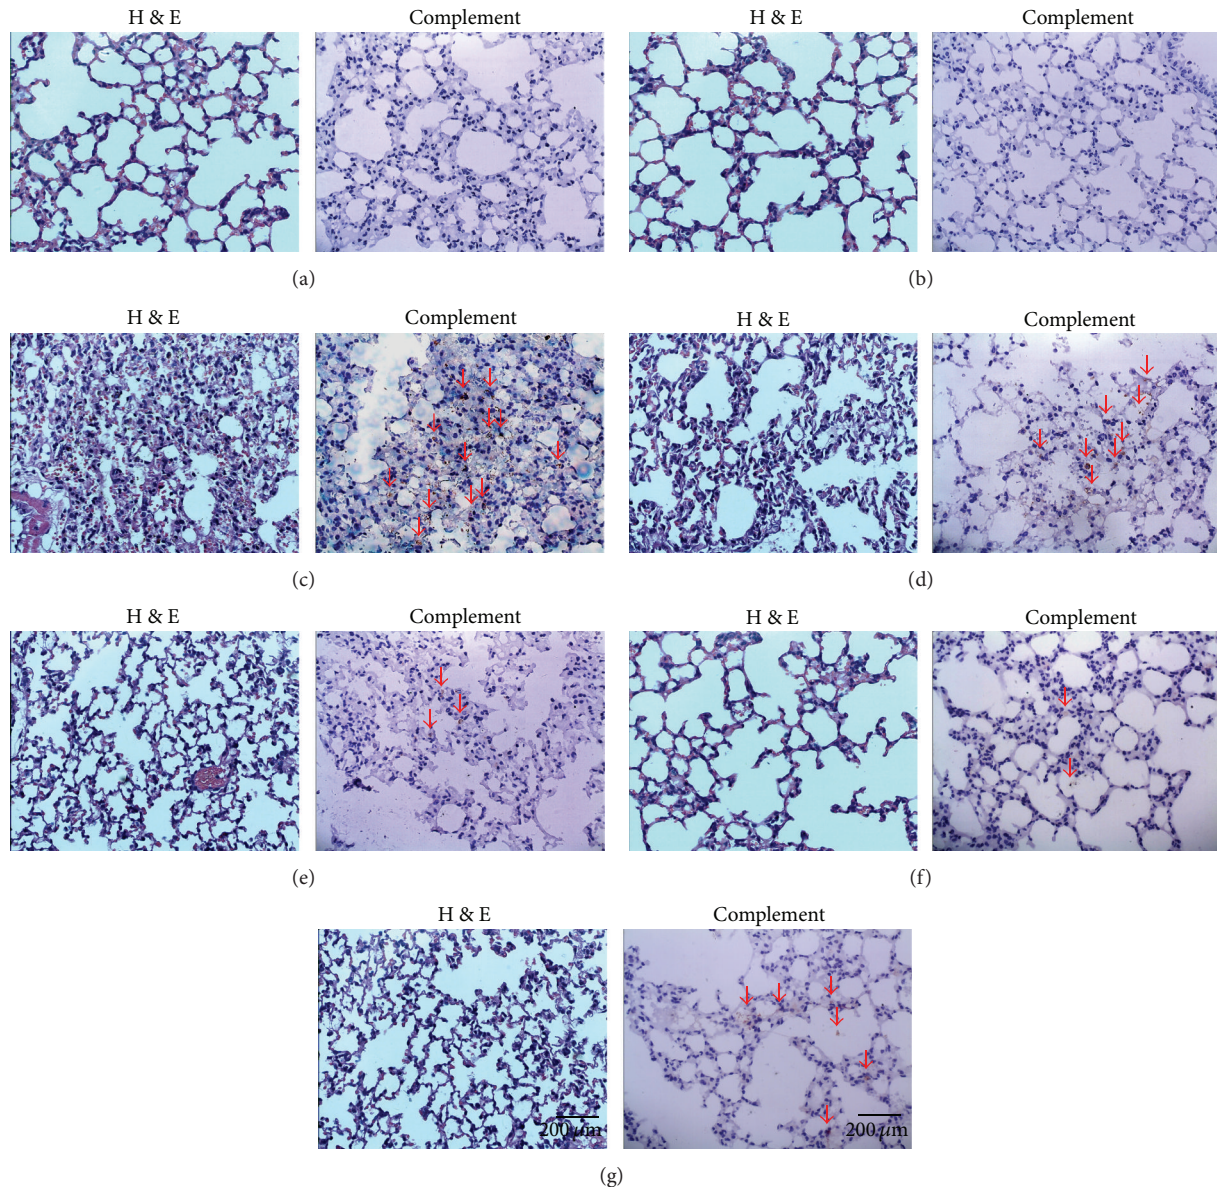 H & E
Complement
H & E
Complement
(a)
(b)
H & E
Complement
H & E
Complement
(c)
(d)
H & E
Complement
H & E
Complement
(e)
(f)
H & E
Complement
200 μm
200 μm
(g)